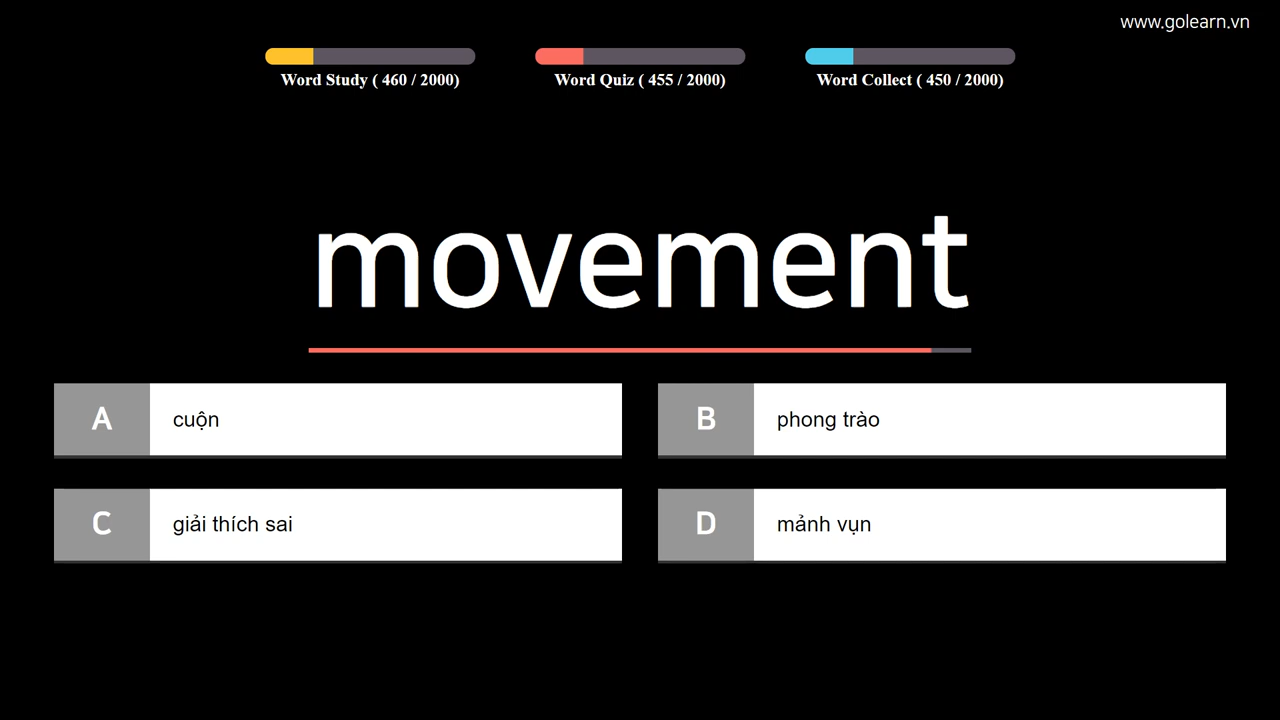 www.golearn.vn
Word Study ( 460 / 2000)
Word Quiz ( 455 / 2000)
Word Collect ( 450 / 2000)
movement
A cuộn
B phong trào
C giải thích sai
D mảnh vụn